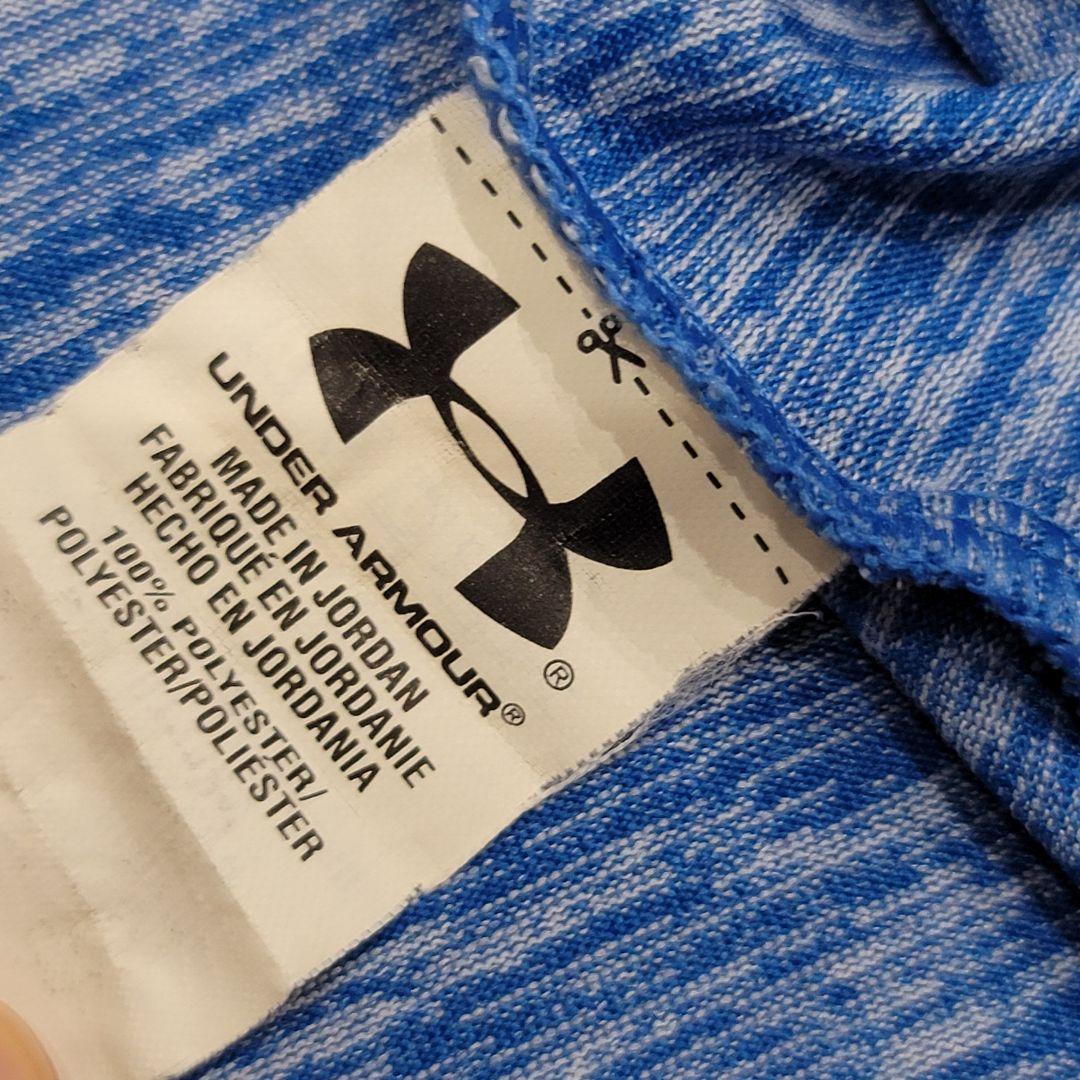 UNDER ARMOUR®
®
MADE IN JORDAN
FABRIQUÉ EN JORDANIE
HECHO EN JORDANIA
100% POLYESTER/
POLYESTER/POLIÉSTER